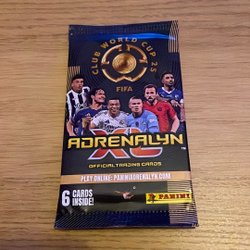 CLUB WORLD CUP 25
FIFA
ADRENALYN
XL
OFFICIAL TRADING CARDS
PLAY ONLINE: PANINIADRENALYN.COM
6 CARDS
INSIDE!
PANINI